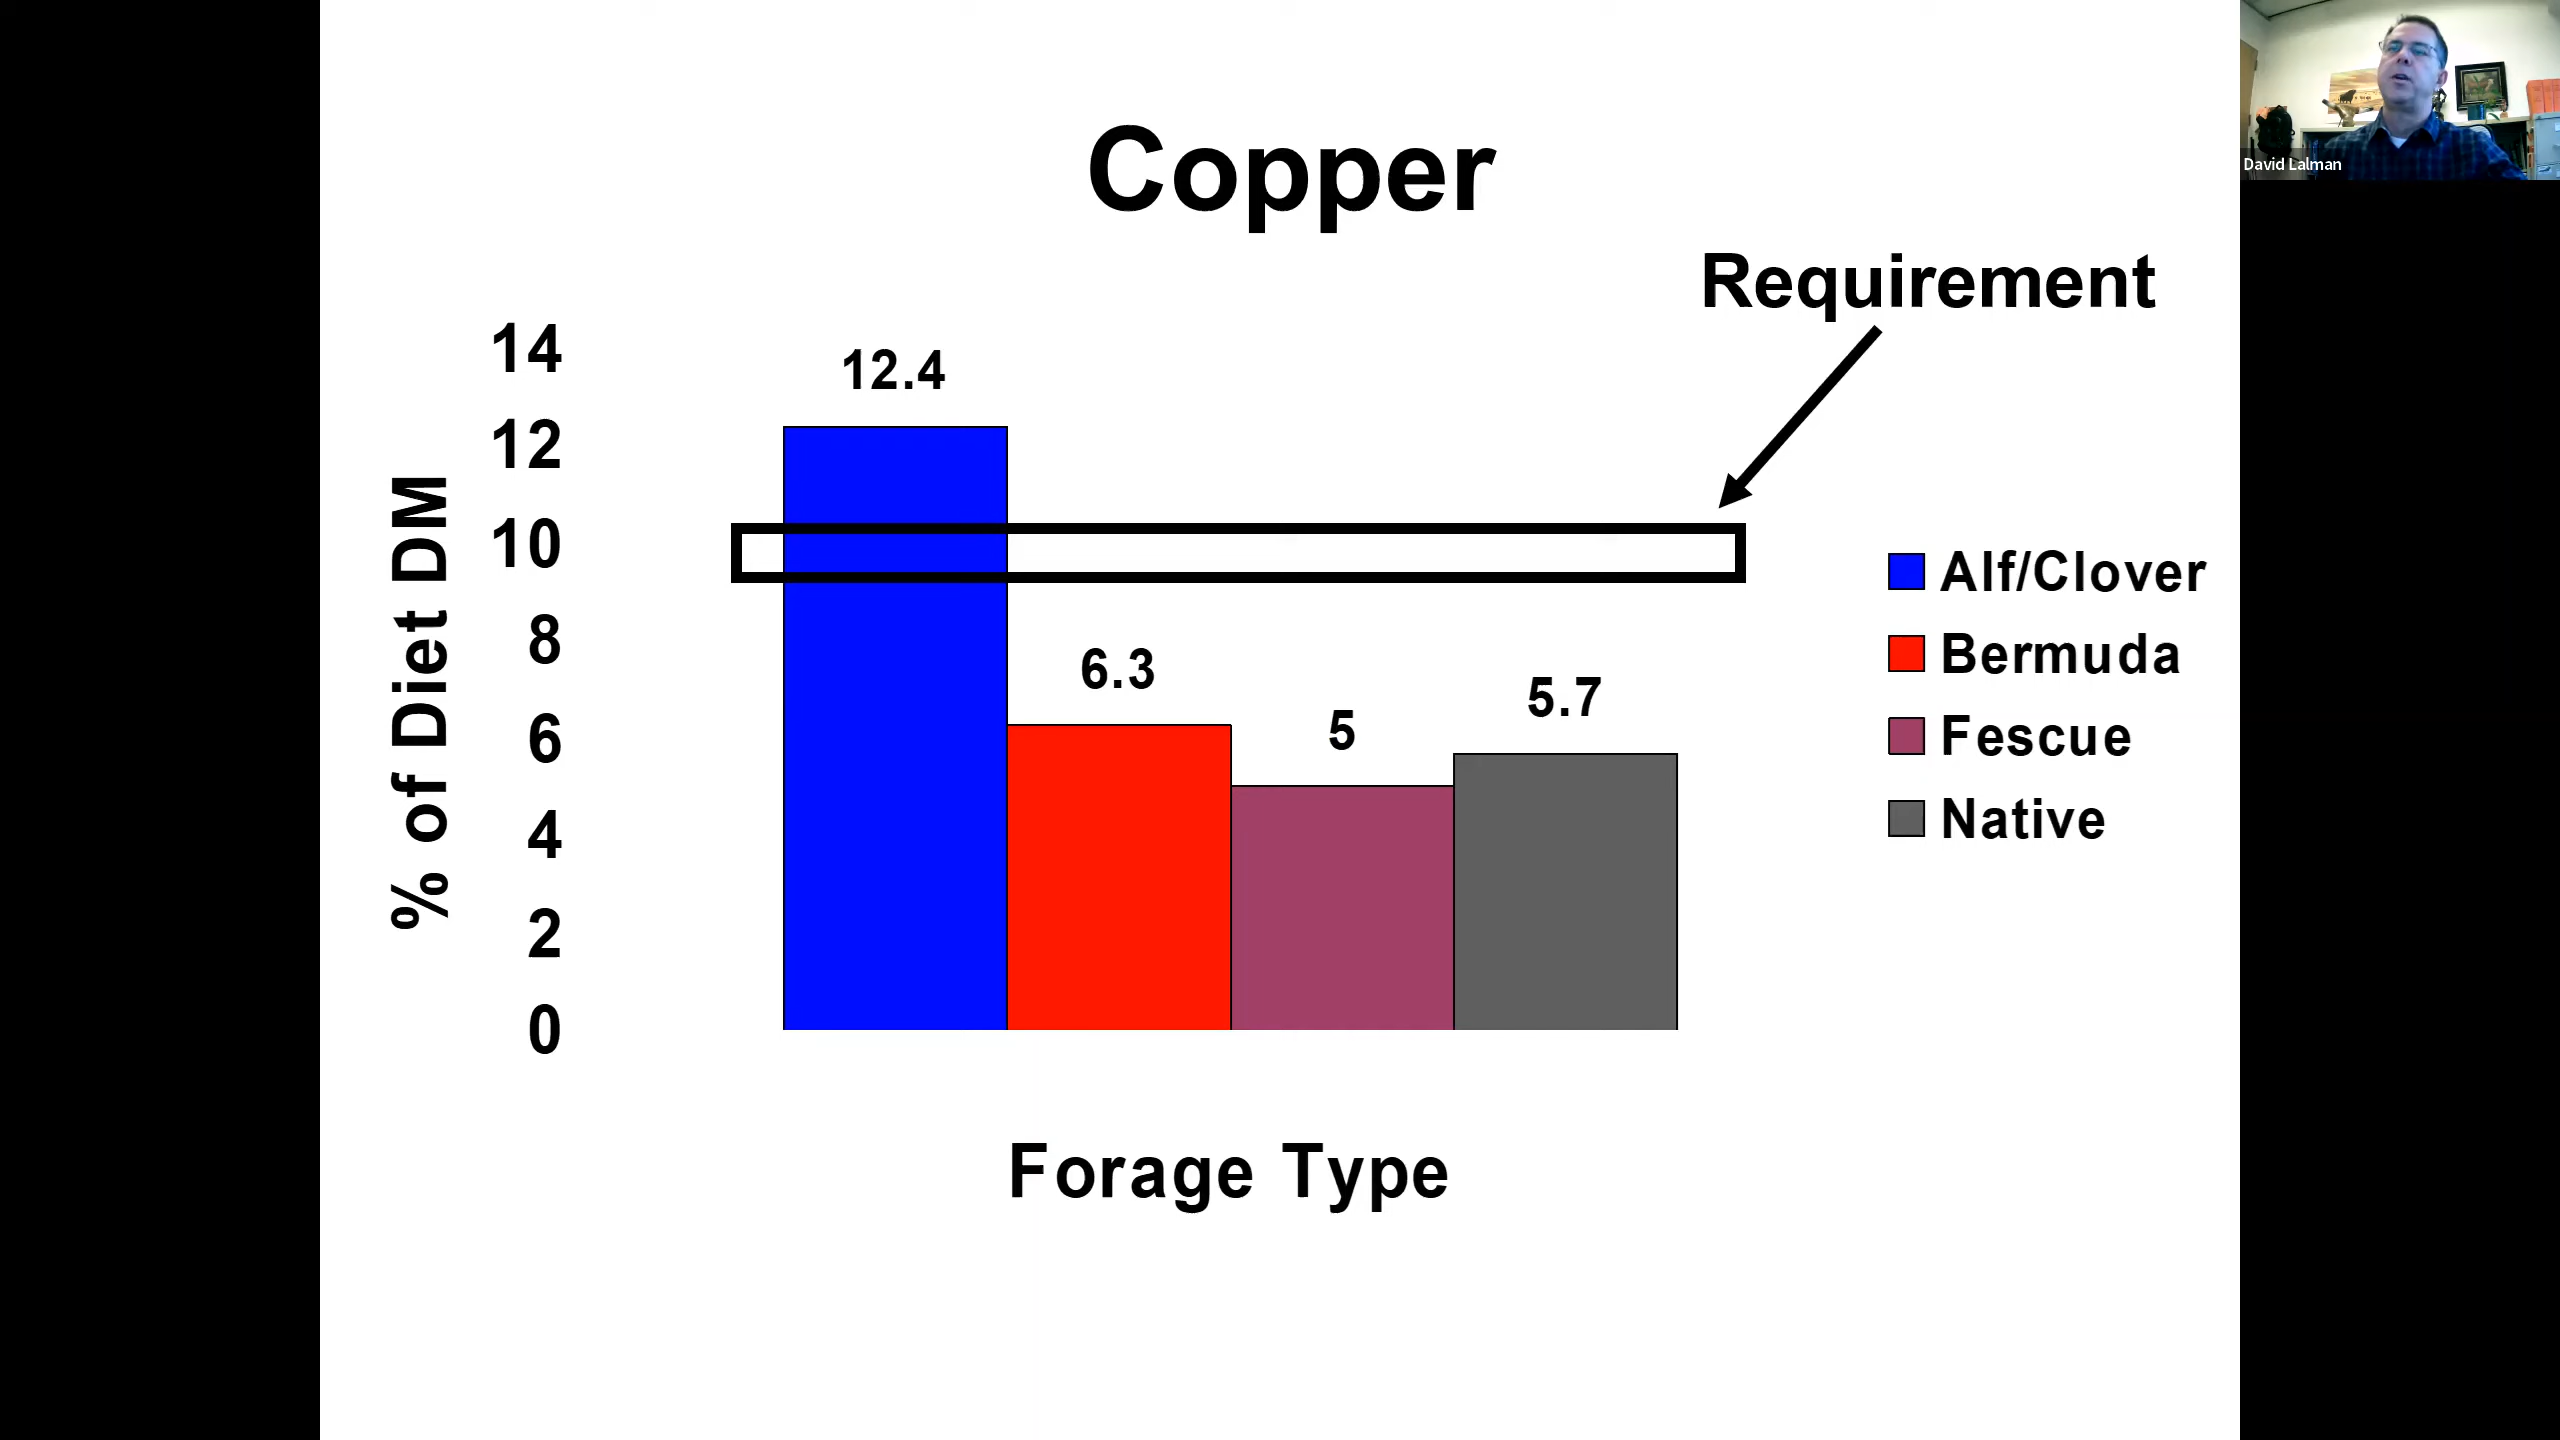 David Lalman
Copper
Requirement
14
12
10
8
6
4
2
0
% of Diet DM
12.4
6.3
5
5.7
Alf/Clover
Bermuda
Fescue
Native
Forage Type